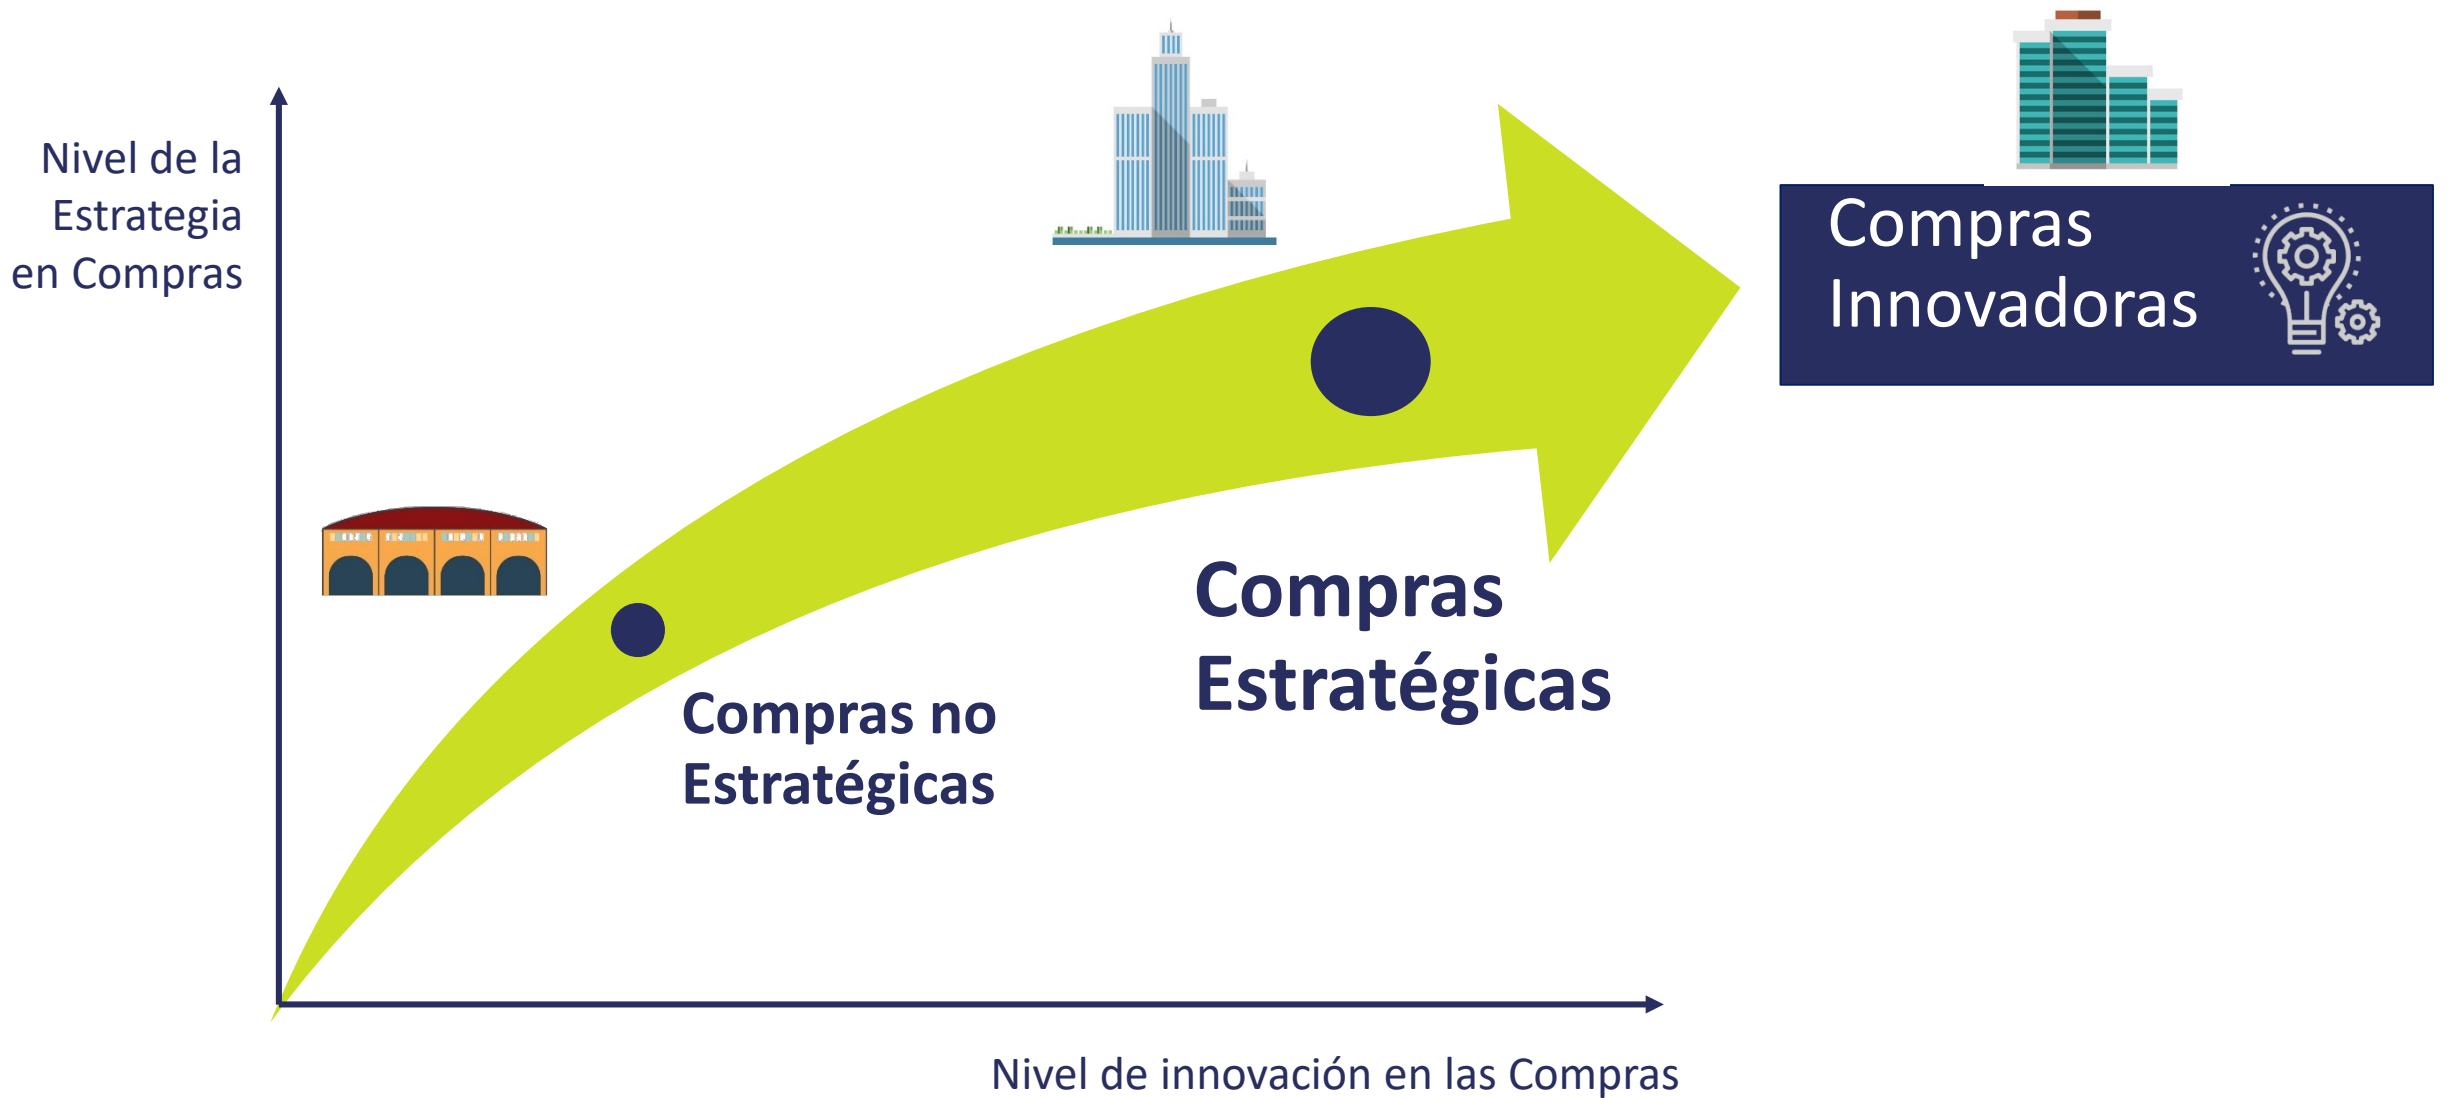 Nivel de la
Estrategia
en Compras
Compras
Innovadoras
Compras
Estratégicas
Compras no
Estratégicas
Nivel de innovación en las Compras